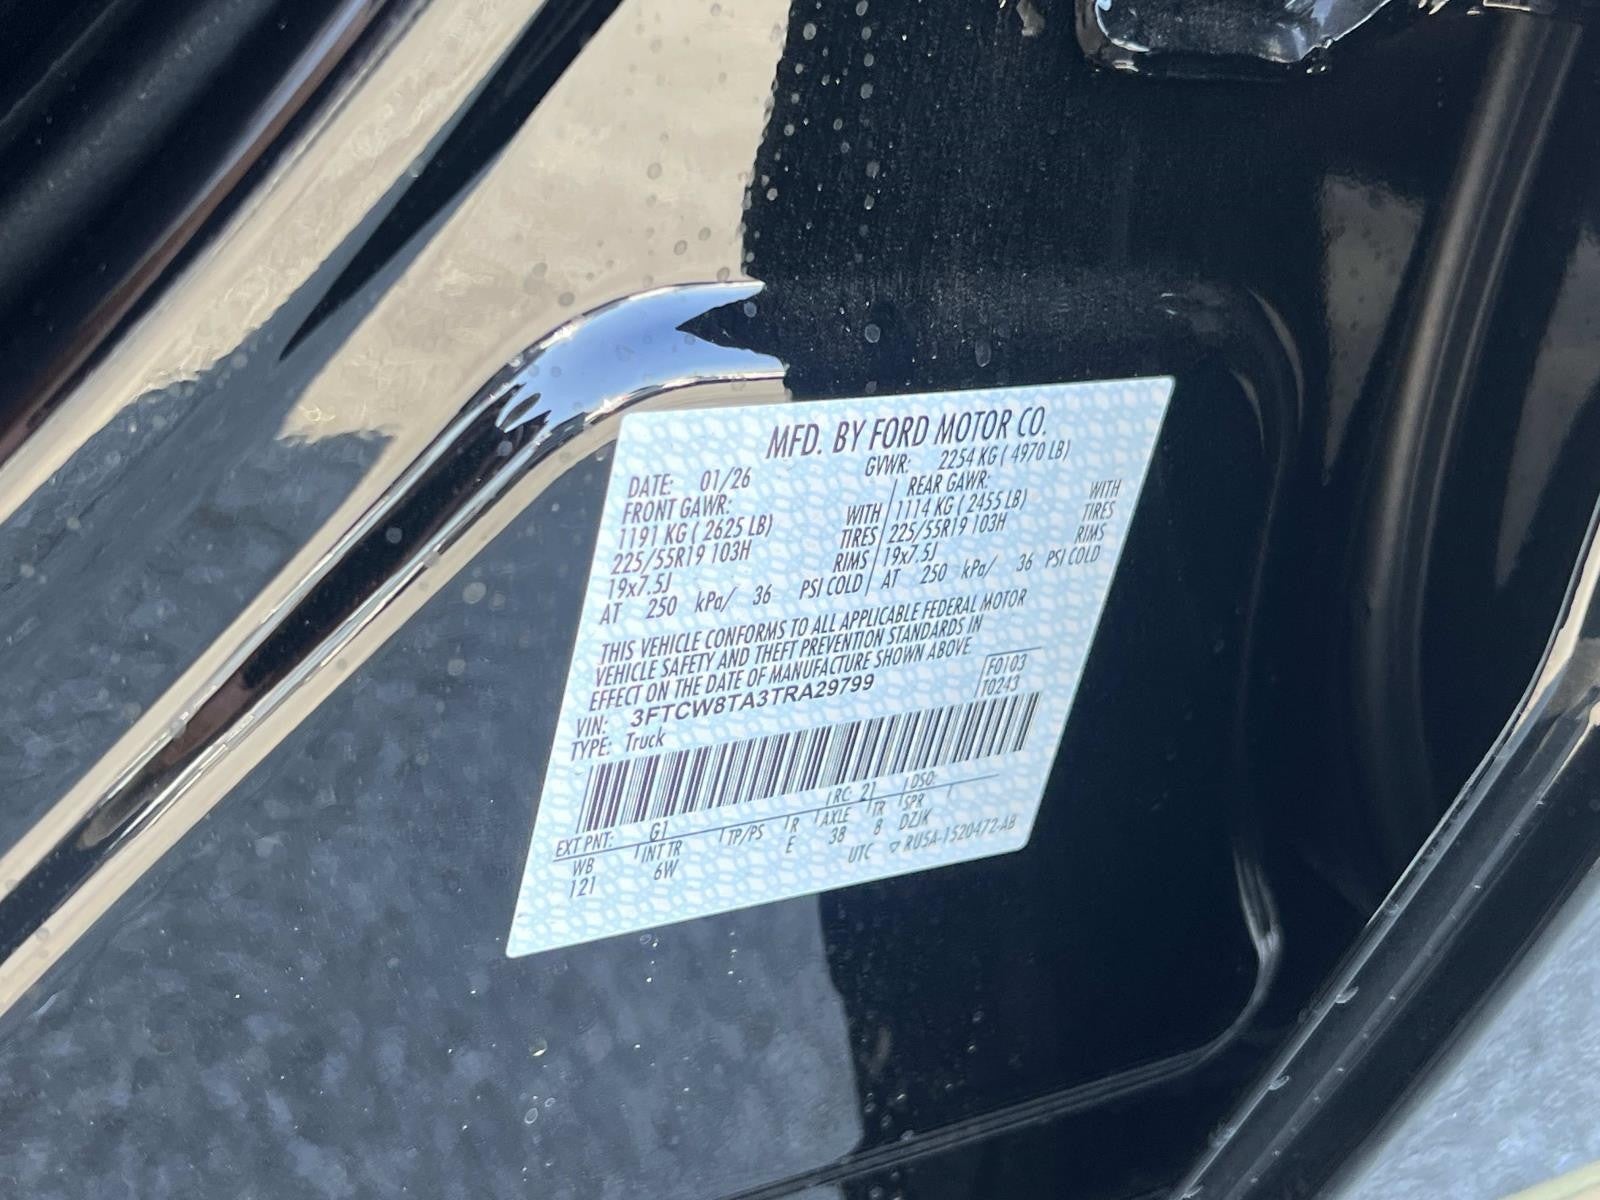 MFD. BY FORD MOTOR CO.
DATE: 01/26 GVWR: 2254 KG ( 4970 LB)
FRONT GAWR: REAR GAWR:
1191 KG ( 2625 LB) WITH 1114 KG ( 2455 LB) WITH
225/55R19 103H TIRES 225/55R19 103H TIRES
19x7.5J RIMS 19x7.5J RIMS
AT 250 kPa/ 36 PSI COLD AT 250 kPa/ 36 PSI COLD
THIS VEHICLE CONFORMS TO ALL APPLICABLE FEDERAL MOTOR
VEHICLE SAFETY AND THEFT PREVENTION STANDARDS IN
EFFECT ON THE DATE OF MANUFACTURE SHOWN ABOVE
VIN: 3FTCW8TA3TRA29799 F0103
TYPE: Truck T0243
EXT PNT: G1 RC: 21 DSO:
WB INT TR TP/PS R AXLE TR SPR
121 6W E 38 8 DZJK
UTC ▽ RU5A-1520472-AB